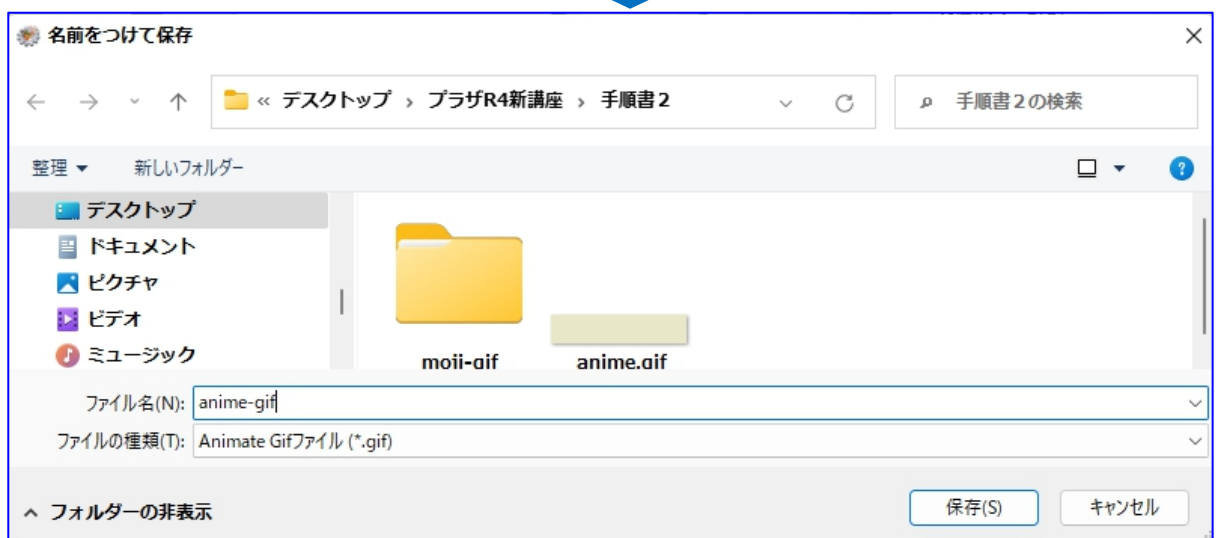 名前をつけて保存
« デスクトップ › プラザR4新講座 › 手順書2
手順書2の検索
整理
新しいフォルダー
デスクトップ
ドキュメント
ピクチャ
ビデオ
ミュージック
moji-gif
anime.gif
ファイル名(N): anime-gif
ファイルの種類(T): Animate Gifファイル (*.gif)
フォルダーの非表示
保存(S)
キャンセル